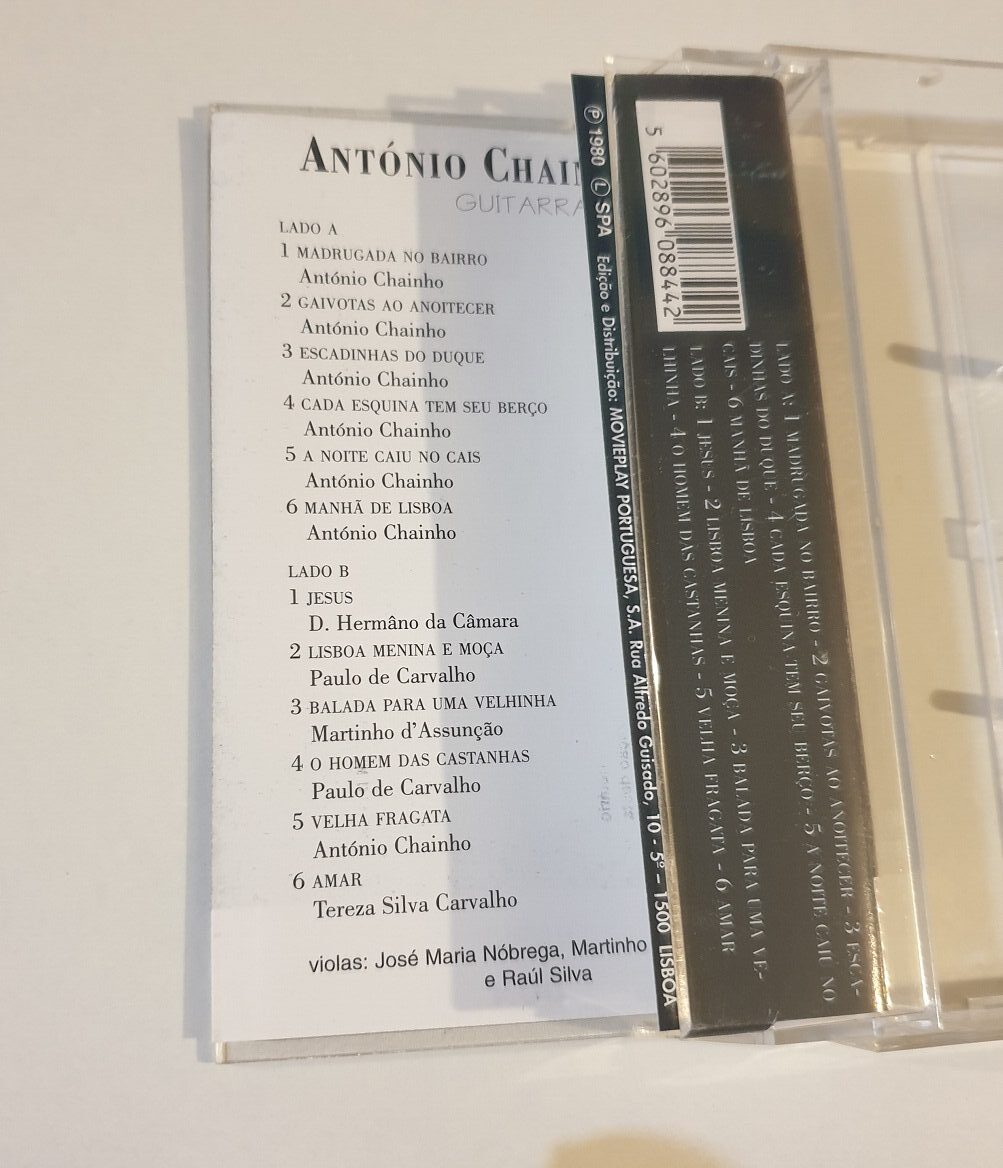 ANTÓNIO
GUITARRA
LADO A
1 MADRUGADA NO BAIRRO
António Chainho
2 GAIVOTAS AO ANOITECER
António Chainho
3 ESCADINHAS DO DUQUE
António Chainho
4 CADA ESQUINA TEM SEU BERÇO
António Chainho
5 A NOITE CAIU NO CAIS
António Chainho
6 MANHÃ DE LISBOA
António Chainho
LADO B
1 JESUS
D. Hermâno da Câmara
2 LISBOA MENINA E MOÇA
Paulo de Carvalho
3 BALADA PARA UMA VELHINHA
Martinho d'Assunção
4 O HOMEM DAS CASTANHAS
Paulo de Carvalho
5 VELHA FRAGATA
António Chainho
6 AMAR
Tereza Silva Carvalho
violas: José Maria Nóbrega, Martinho
e Raúl Silva
Ⓟ 1980 Ⓛ SPA Edição e Distribuição: MOVIEPLAY PORTUGUESA, S.A. Rua Alfredo Guisado, 10 - 5º – 1500 LISBOA
5 602896 088442
LADO A: 1 MADRUGADA NO BAIRRO - 2 GAIVOTAS AO ANOITECER - 3 ESCA-
DINHAS DO DUQUE - 4 CADA ESQUINA TEM SEU BERÇO - 5 A NOITE CAIU NO
CAIS - 6 MANHÃ DE LISBOA
LADO B: 1 JESUS - 2 LISBOA MENINA E MOÇA - 3 BALADA PARA UMA VE-
LHINHA - 4 O HOMEM DAS CASTANHAS - 5 VELHA FRAGATA - 6 AMAR